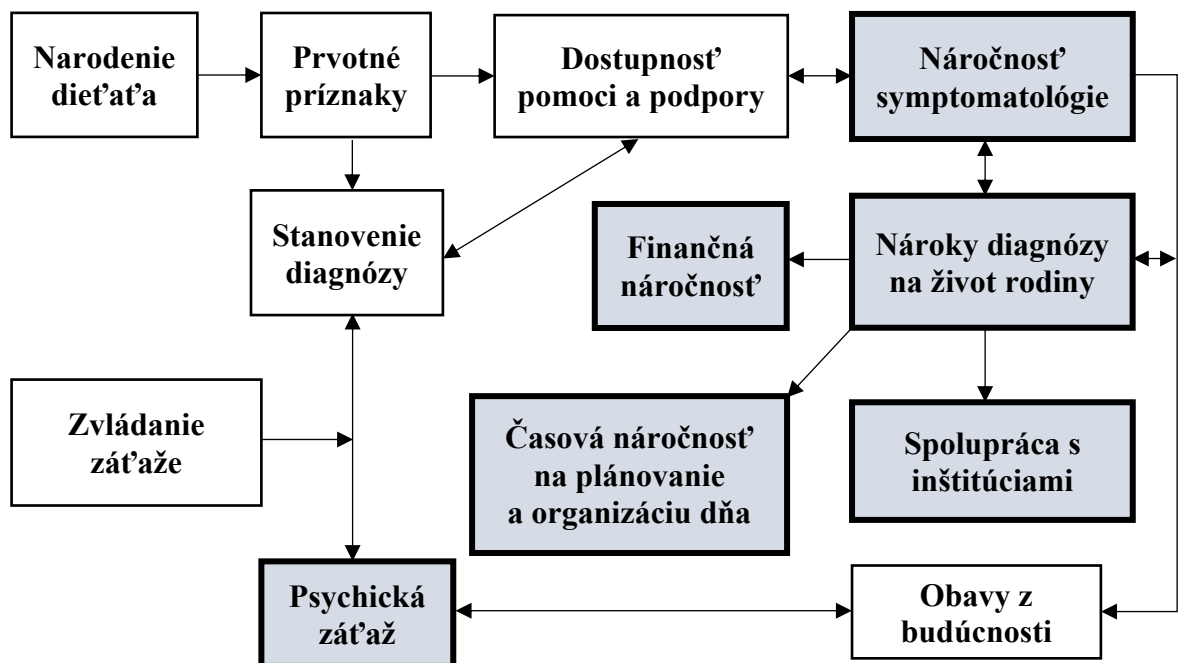 Narodenie
dieťaťa
Prvotné
príznaky
Dostupnosť
pomoci a podpory
Náročnosť
symptomatológie
Stanovenie
diagnózy
Finančná
náročnosť
Nároky diagnózy
na život rodiny
Zvládanie
záťaže
Časová náročnosť
na plánovanie
a organizáciu dňa
Spolupráca s
inštitúciami
Psychická
záťaž
Obavy z
budúcnosti